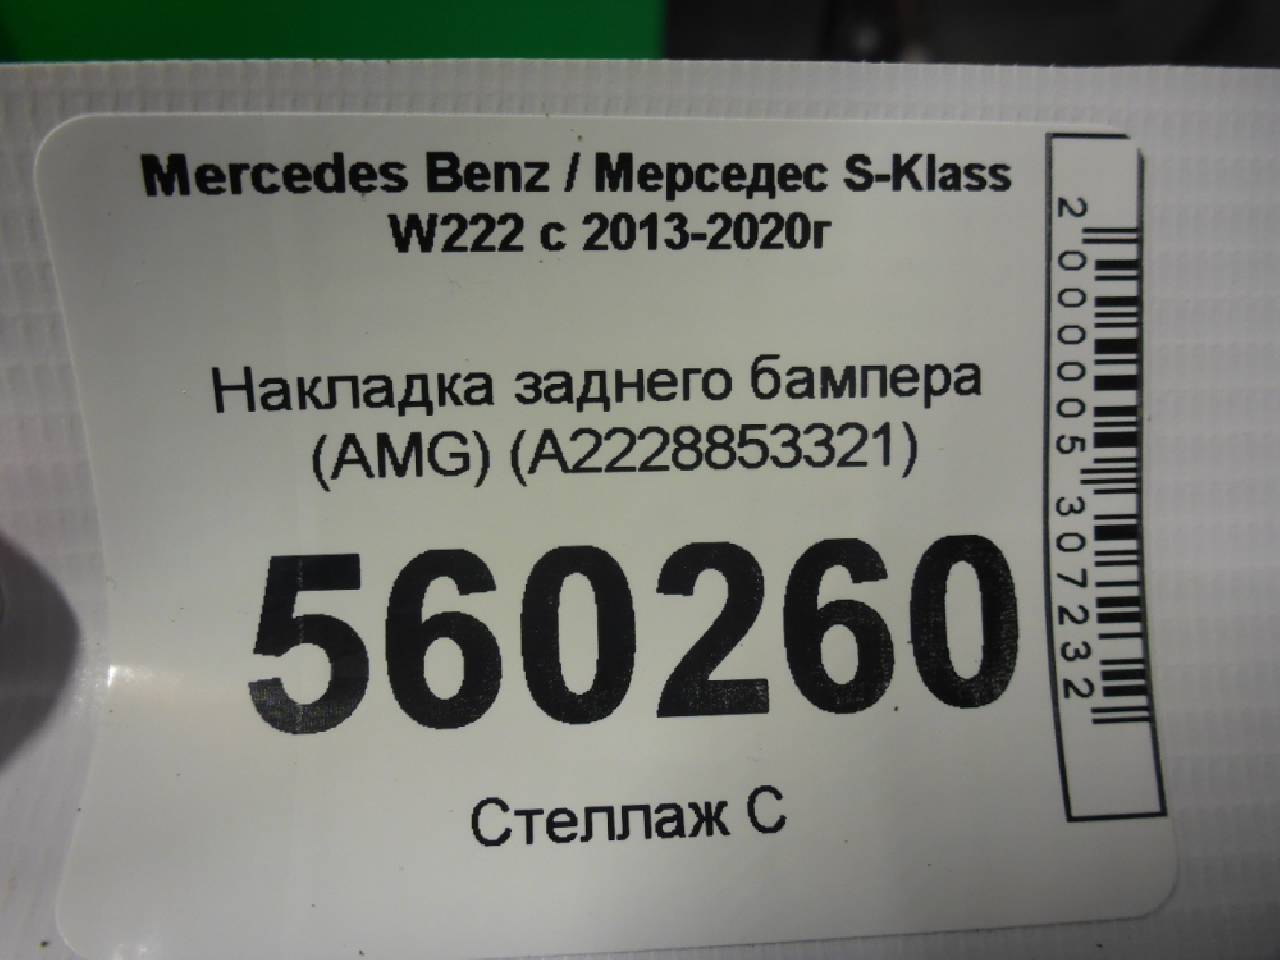 Mercedes Benz / Мерседес S-Klass
W222 с 2013-2020г
Накладка заднего бампера
(AMG) (A2228853321)
560260
Стеллаж С
2000005307232